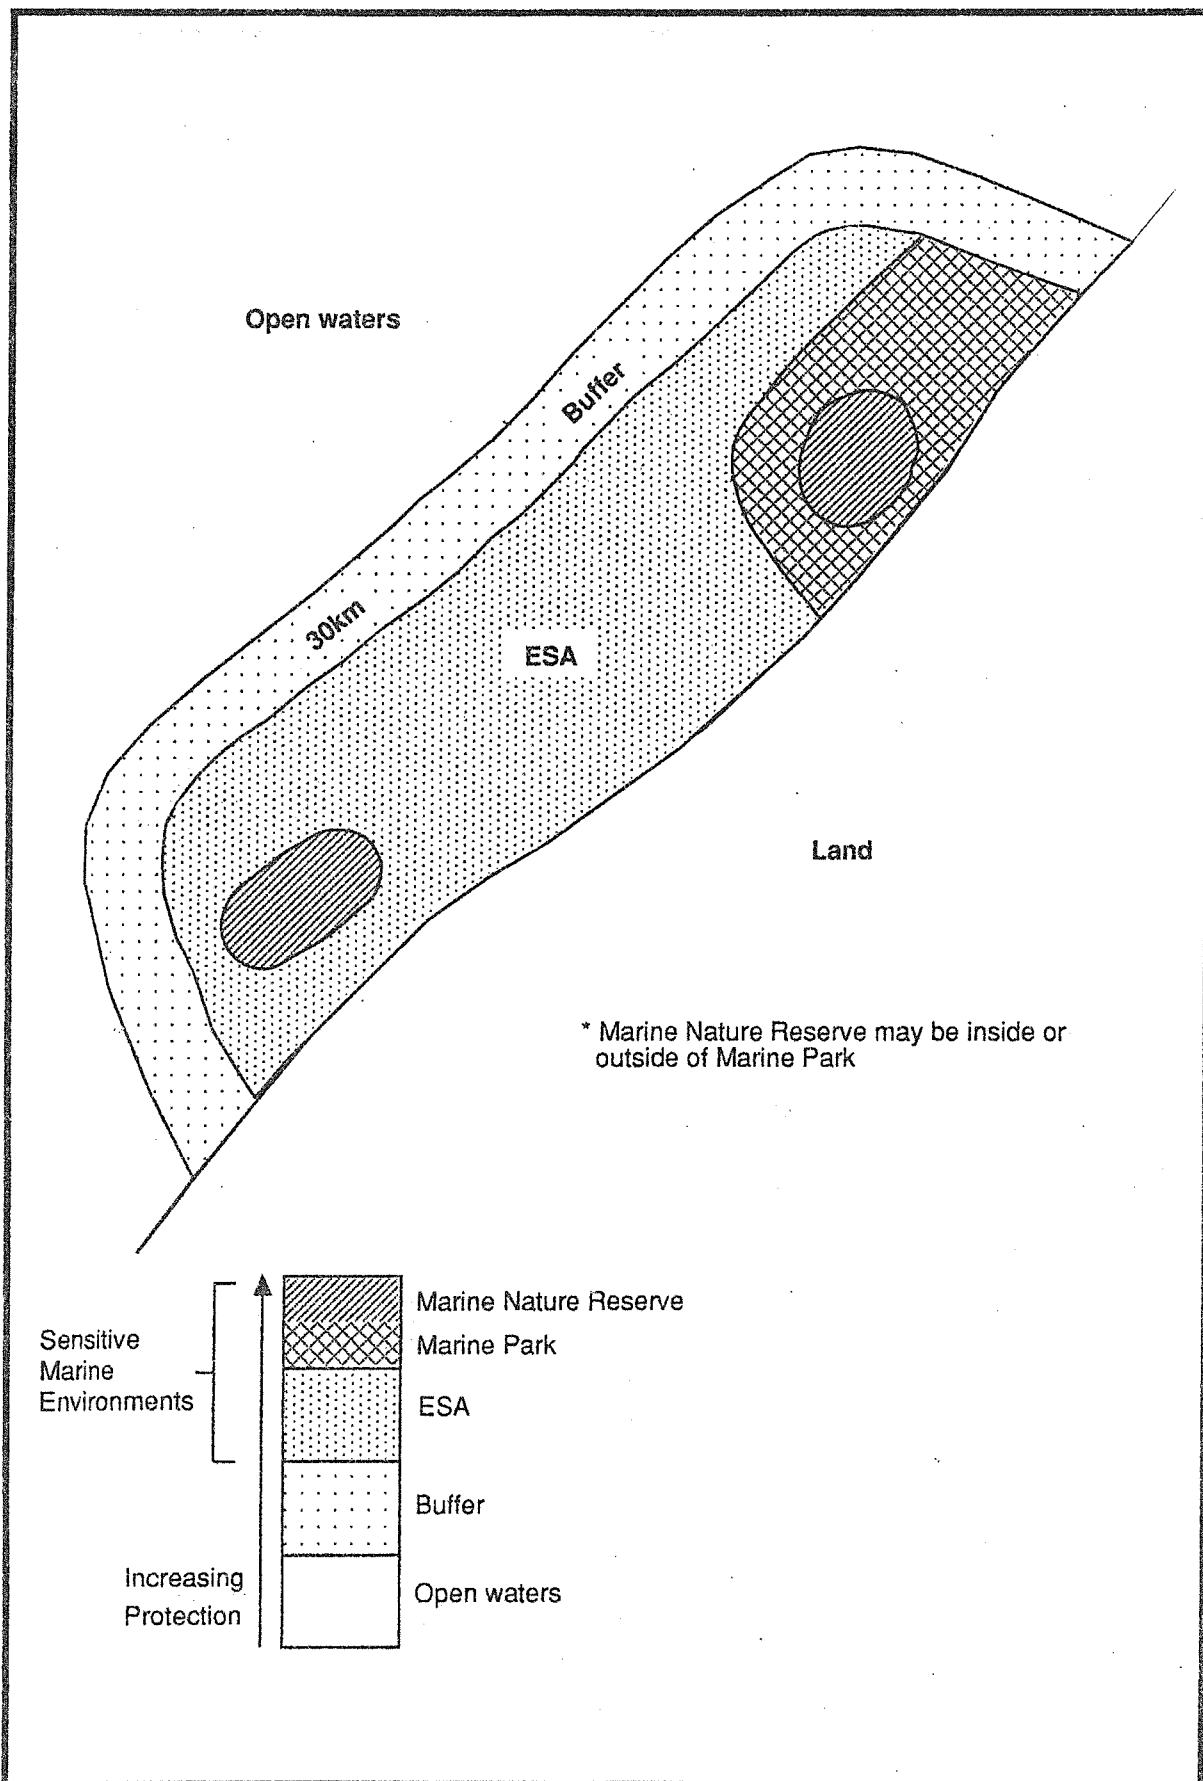 Open waters
Buffer
30km
ESA
Land
* Marine Nature Reserve may be inside or
outside of Marine Park
Marine Nature Reserve
Marine Park
Sensitive
Marine
Environments
ESA
Buffer
Increasing
Protection
Open waters